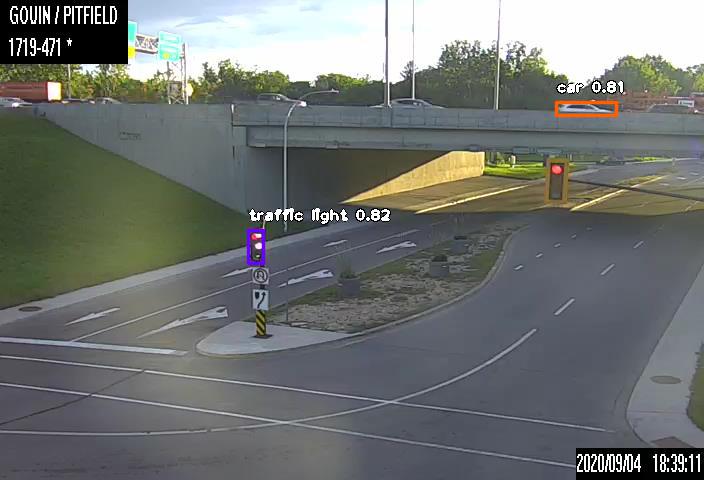 GOUIN / PITFIELD
1719-471 *
car 0.81
traffic light 0.82
2020/09/04 18:39:11